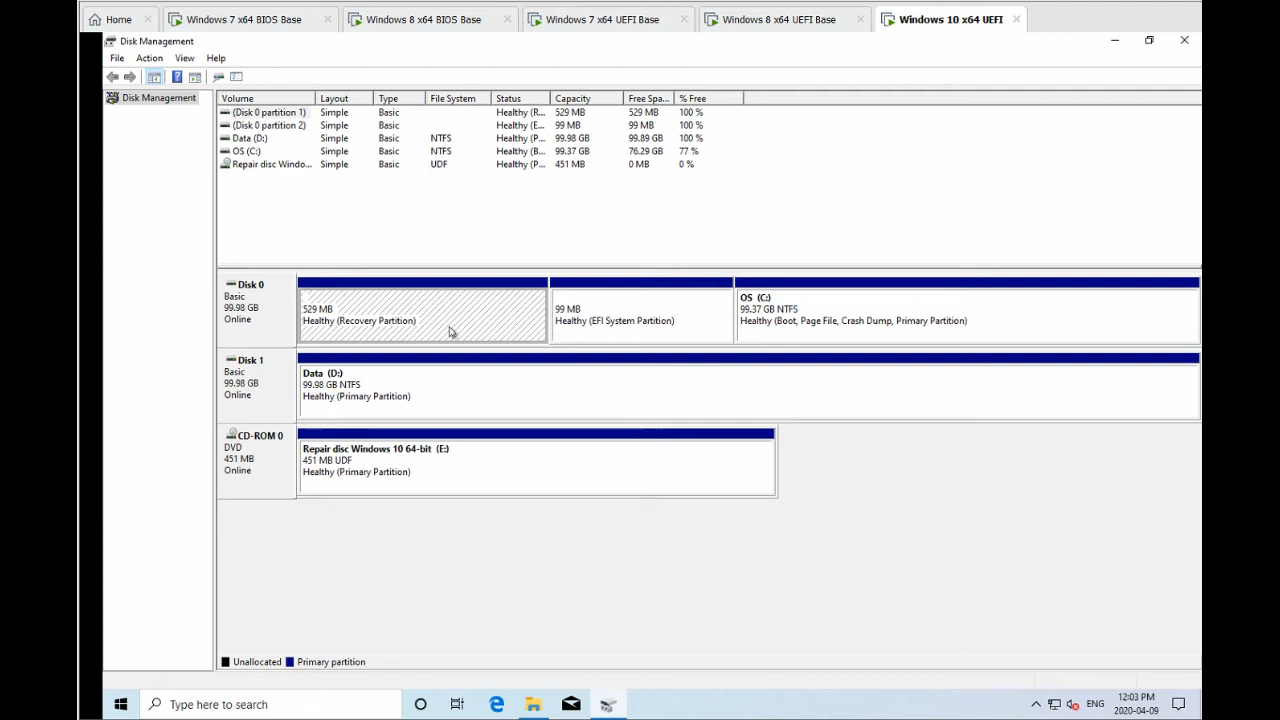 Home
Windows 7 x64 BIOS Base
Windows 8 x64 BIOS Base
Windows 7 x64 UEFI Base
Windows 8 x64 UEFI Base
Windows 10 x64 UEFI
Disk Management
File Action View Help
Disk Management
Volume Layout Type File System Status Capacity Free Spa... % Free
(Disk 0 partition 1) Simple Basic Healthy (R... 529 MB 529 MB 100 %
(Disk 0 partition 2) Simple Basic Healthy (E... 99 MB 99 MB 100 %
Data (D:) Simple Basic NTFS Healthy (P... 99.98 GB 99.89 GB 100 %
OS (C:) Simple Basic NTFS Healthy (B... 99.37 GB 76.29 GB 77 %
Repair disc Windo... Simple Basic UDF Healthy (P... 451 MB 0 MB 0 %
Disk 0
Basic
99.98 GB
Online
529 MB
Healthy (Recovery Partition)
99 MB
Healthy (EFI System Partition)
OS (C:)
99.37 GB NTFS
Healthy (Boot, Page File, Crash Dump, Primary Partition)
Disk 1
Basic
99.98 GB
Online
Data (D:)
99.98 GB NTFS
Healthy (Primary Partition)
CD-ROM 0
DVD
451 MB
Online
Repair disc Windows 10 64-bit (E:)
451 MB UDF
Healthy (Primary Partition)
Unallocated Primary partition
Type here to search
ENG
12:03 PM
2020-04-09